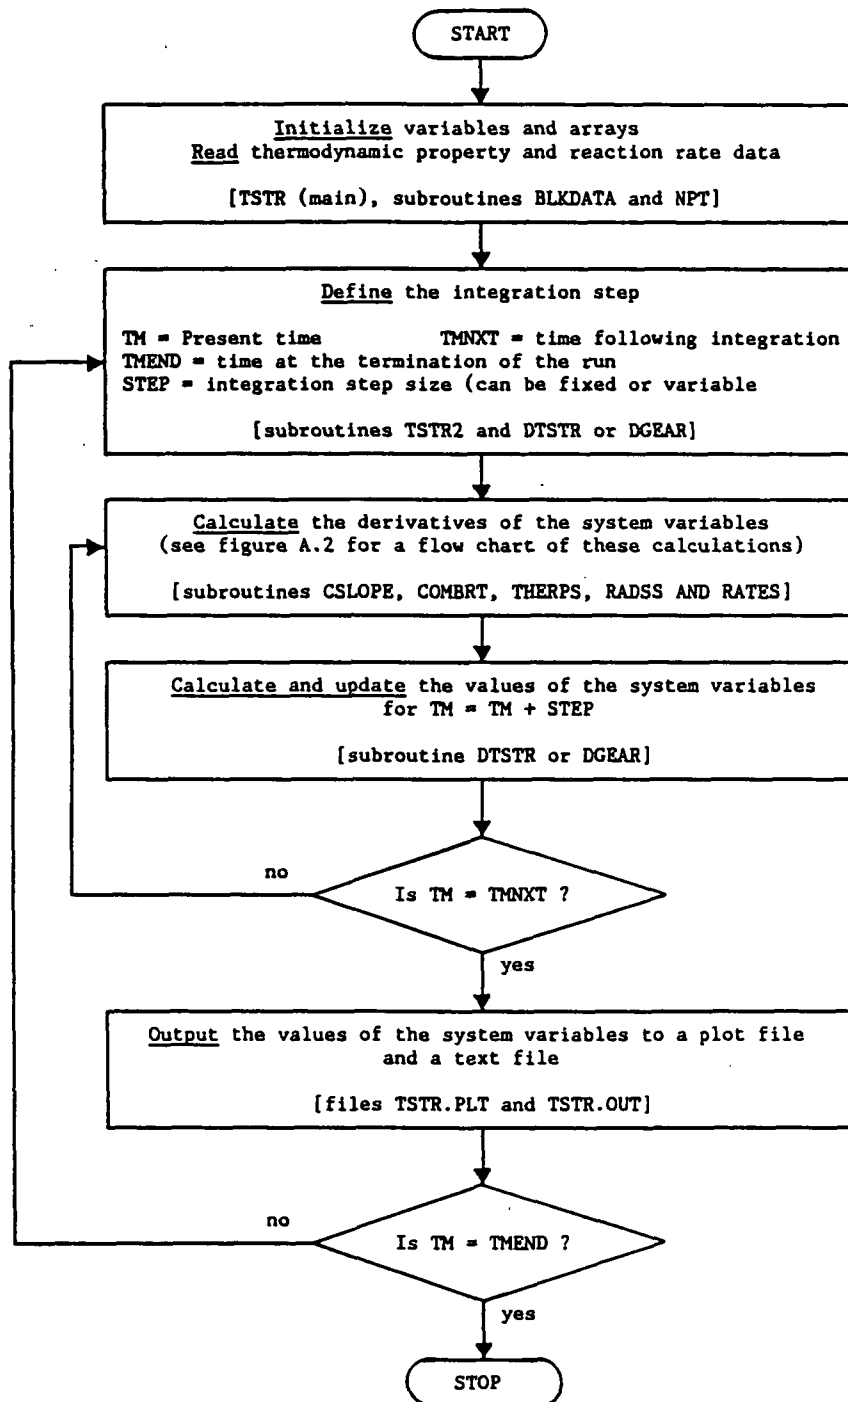 START
Initialize variables and arrays
Read thermodynamic property and reaction rate data
[TSTR (main), subroutines BLKDATA and NPT]
Define the integration step
TM = Present time TMNXT = time following integration
TMEND = time at the termination of the run
STEP = integration step size (can be fixed or variable
[subroutines TSTR2 and DTSTR or DGEAR]
Calculate the derivatives of the system variables
(see figure A.2 for a flow chart of these calculations)
[subroutines CSLOPE, COMBRT, THERPS, RADSS AND RATES]
Calculate and update the values of the system variables
for TM = TM + STEP
[subroutine DTSTR or DGEAR]
no
Is TM = TMNXT ?
yes
Output the values of the system variables to a plot file
and a text file
[files TSTR.PLT and TSTR.OUT]
no
Is TM = TMEND ?
yes
STOP